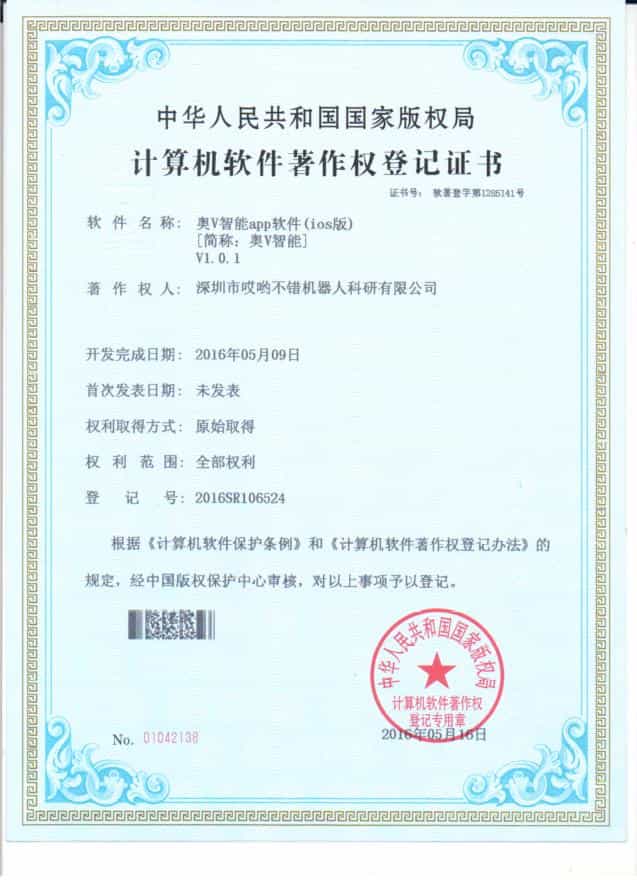 中华人民共和国国家版权局
计算机软件著作权登记证书
证书号： 软著登字第1285141号
软件名称： 奥V智能app软件(ios版)
[简称：奥V智能]
V1.0.1
著作权人： 深圳市哎哟不错机器人科研有限公司
开发完成日期： 2016年05月09日
首次发表日期： 未发表
权利取得方式： 原始取得
权利范围： 全部权利
登记号： 2016SR106524
根据《计算机软件保护条例》和《计算机软件著作权登记办法》的
规定，经中国版权保护中心审核，对以上事项予以登记。
中华人民共和国国家版权局
计算机软件著作权
登记专用章
No. 01042138
2016年05月16日